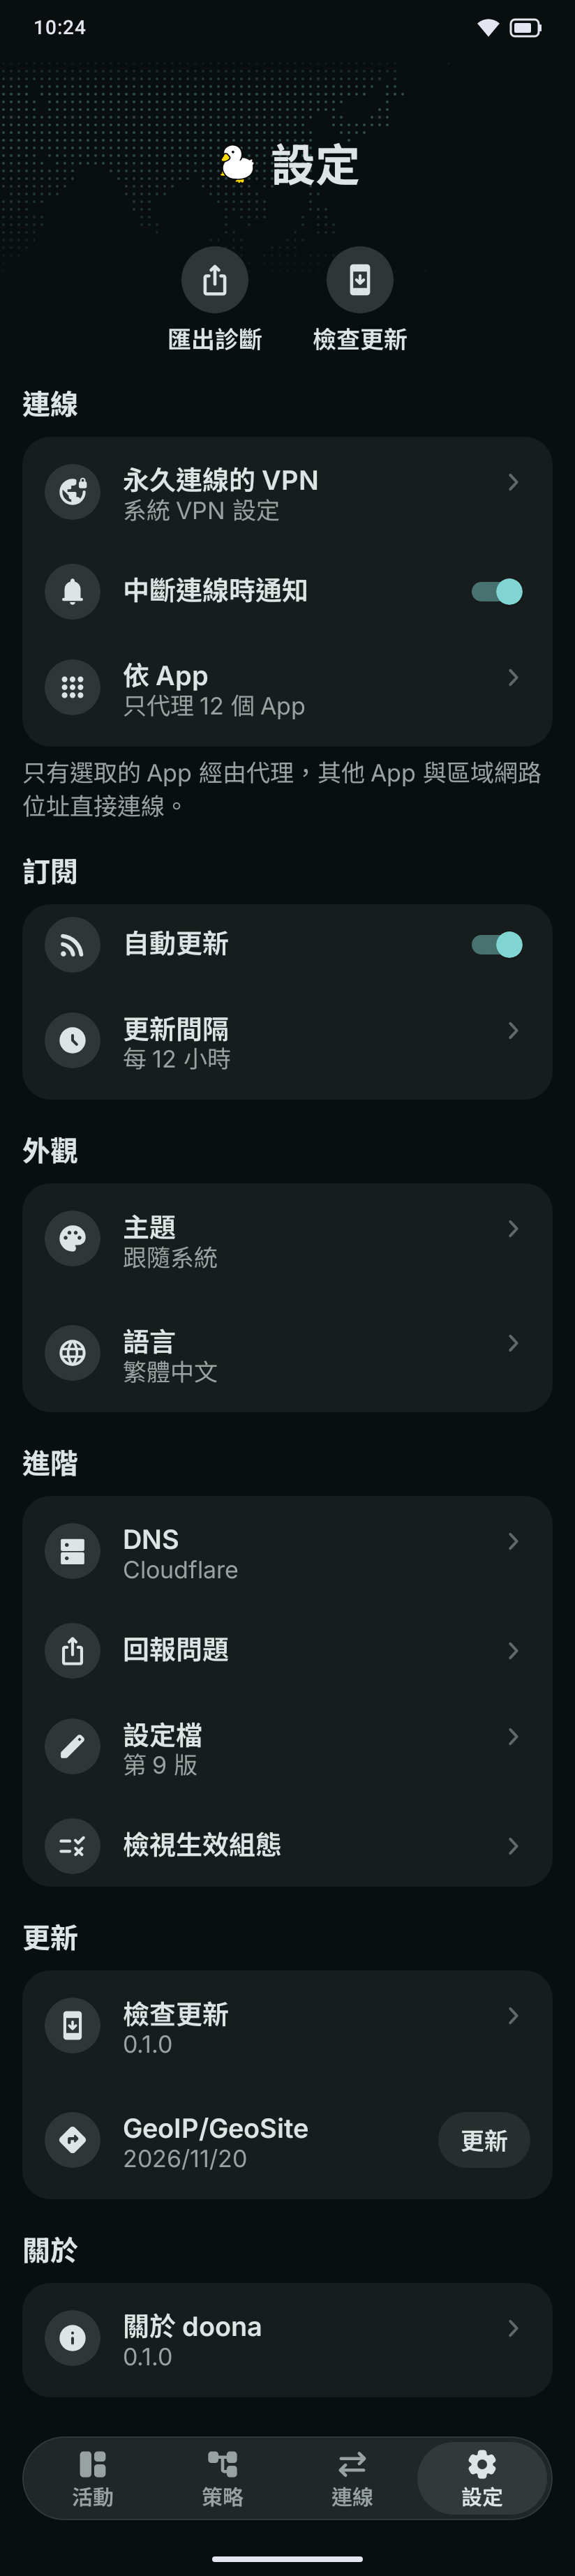 10:24
設定
匯出診斷
檢查更新
連線
永久連線的 VPN
系統 VPN 設定
中斷連線時通知
依 App
只代理 12 個 App
只有選取的 App 經由代理，其他 App 與區域網路
位址直接連線。
訂閱
自動更新
更新間隔
每 12 小時
外觀
主題
跟隨系統
語言
繁體中文
進階
DNS
Cloudflare
回報問題
設定檔
第 9 版
檢視生效組態
更新
檢查更新
0.1.0
GeoIP/GeoSite
2026/11/20
更新
關於
關於 doona
0.1.0
活動
策略
連線
設定